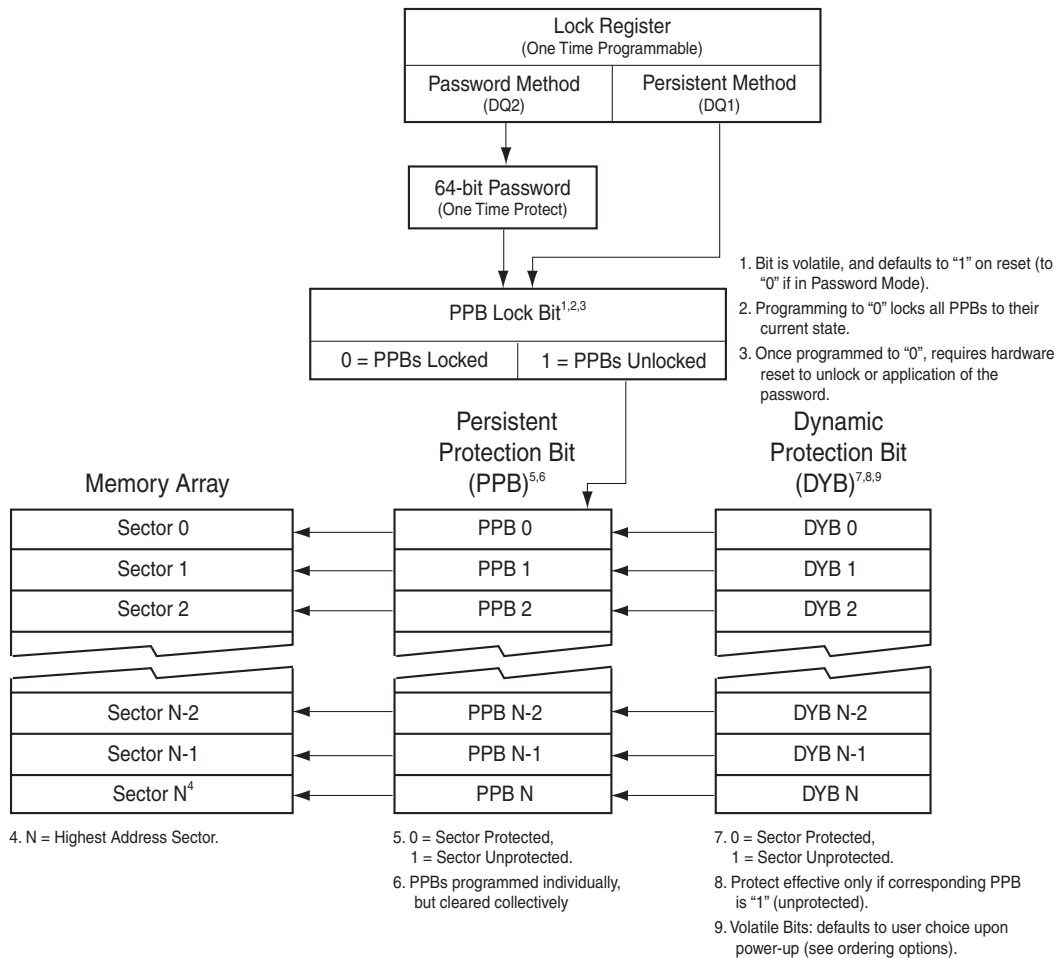 Lock Register
(One Time Programmable)
Password Method
(DQ2)
Persistent Method
(DQ1)
64-bit Password
(One Time Protect)
PPB Lock Bit1,2,3
0 = PPBs Locked
1 = PPBs Unlocked
1. Bit is volatile, and defaults to “1” on reset (to
“0” if in Password Mode).
2. Programming to “0” locks all PPBs to their
current state.
3. Once programmed to “0”, requires hardware
reset to unlock or application of the
password.
Memory Array
Persistent
Protection Bit
(PPB)5,6
Dynamic
Protection Bit
(DYB)7,8,9
Sector 0
PPB 0
DYB 0
Sector 1
PPB 1
DYB 1
Sector 2
PPB 2
DYB 2
Sector N-2
PPB N-2
DYB N-2
Sector N-1
PPB N-1
DYB N-1
Sector N4
PPB N
DYB N
4. N = Highest Address Sector.
5. 0 = Sector Protected,
1 = Sector Unprotected.
6. PPBs programmed individually,
but cleared collectively
7. 0 = Sector Protected,
1 = Sector Unprotected.
8. Protect effective only if corresponding PPB
is “1” (unprotected).
9. Volatile Bits: defaults to user choice upon
power-up (see ordering options).